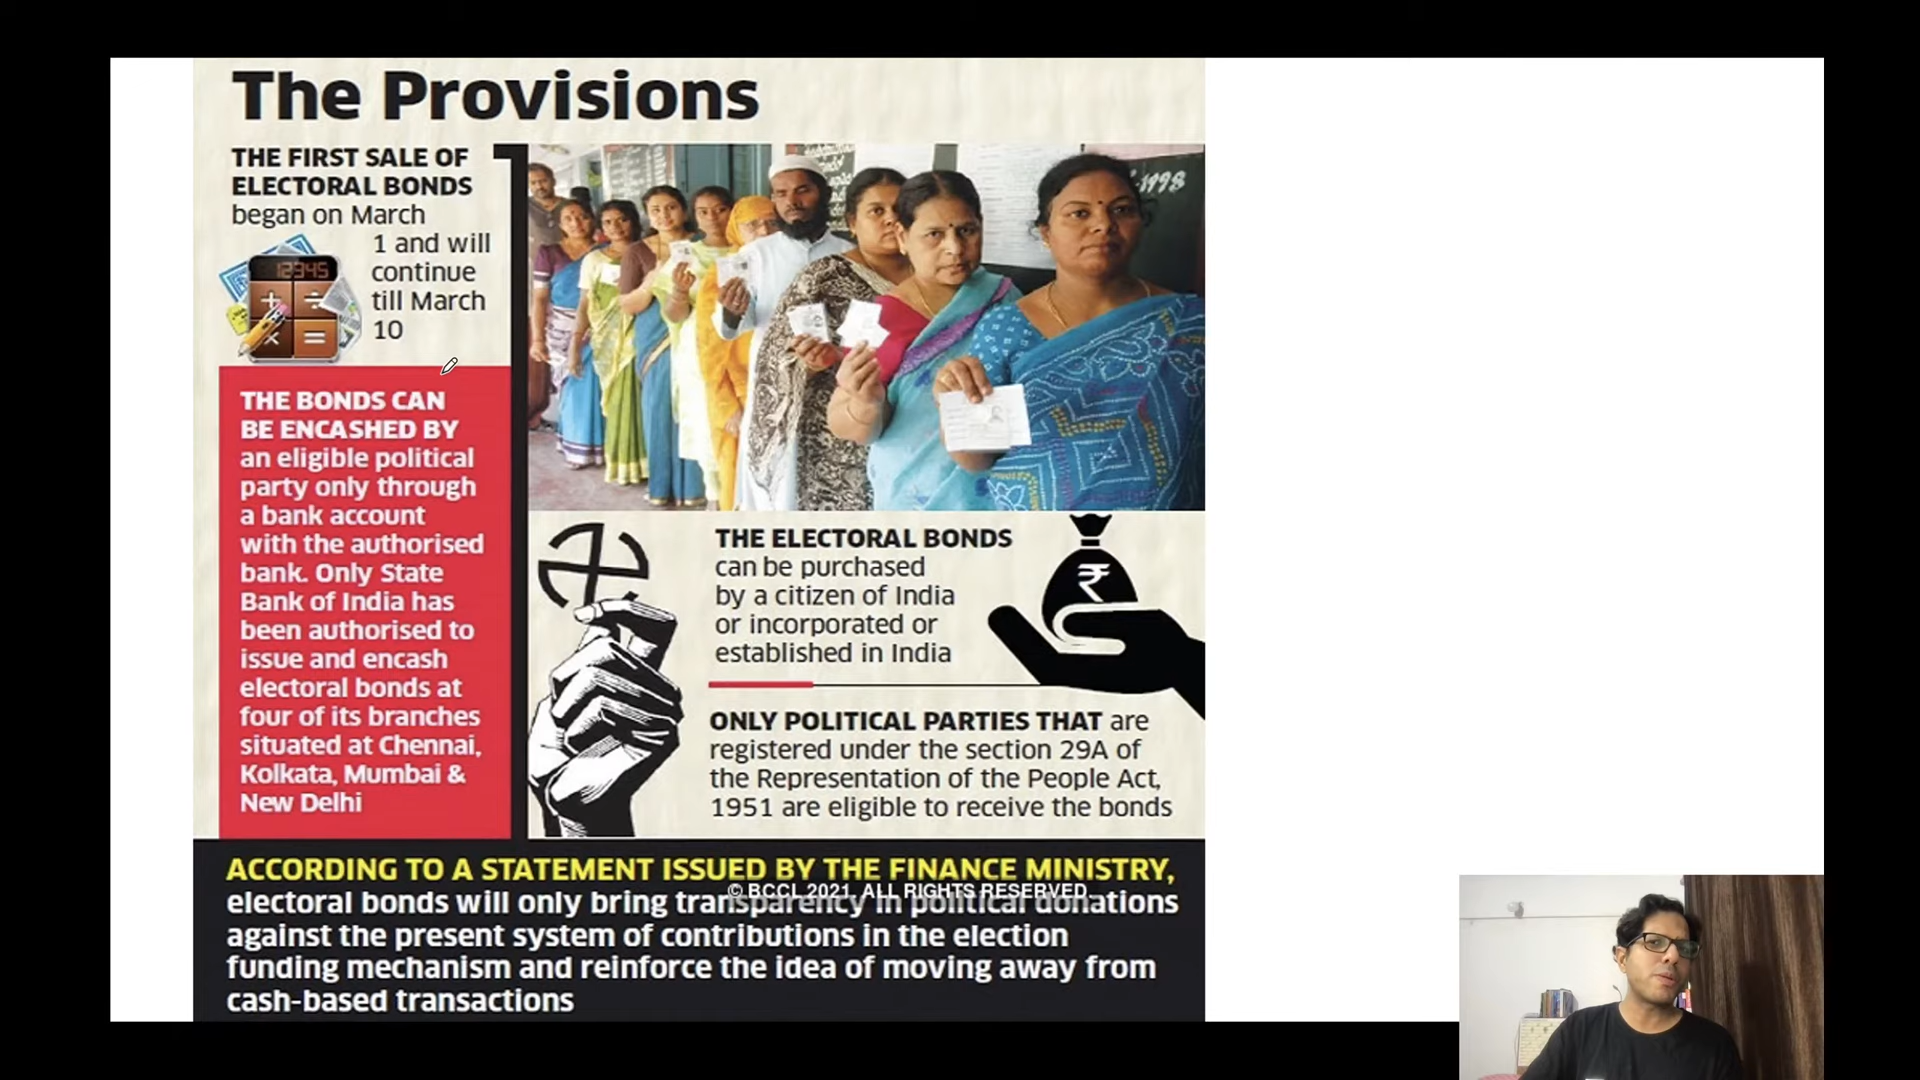 The Provisions
THE FIRST SALE OF
ELECTORAL BONDS
began on March
1 and will
continue
till March
10
12345
THE BONDS CAN
BE ENCASHED BY
an eligible political
party only through
a bank account
with the authorised
bank. Only State
Bank of India has
been authorised to
issue and encash
electoral bonds at
four of its branches
situated at Chennai,
Kolkata, Mumbai &
New Delhi
THE ELECTORAL BONDS
can be purchased
by a citizen of India
or incorporated or
established in India
₹
ONLY POLITICAL PARTIES THAT are
registered under the section 29A of
the Representation of the People Act,
1951 are eligible to receive the bonds
ACCORDING TO A STATEMENT ISSUED BY THE FINANCE MINISTRY,
© BCCL 2021. ALL RIGHTS RESERVED.
electoral bonds will only bring transparency in political donations
against the present system of contributions in the election
funding mechanism and reinforce the idea of moving away from
cash-based transactions